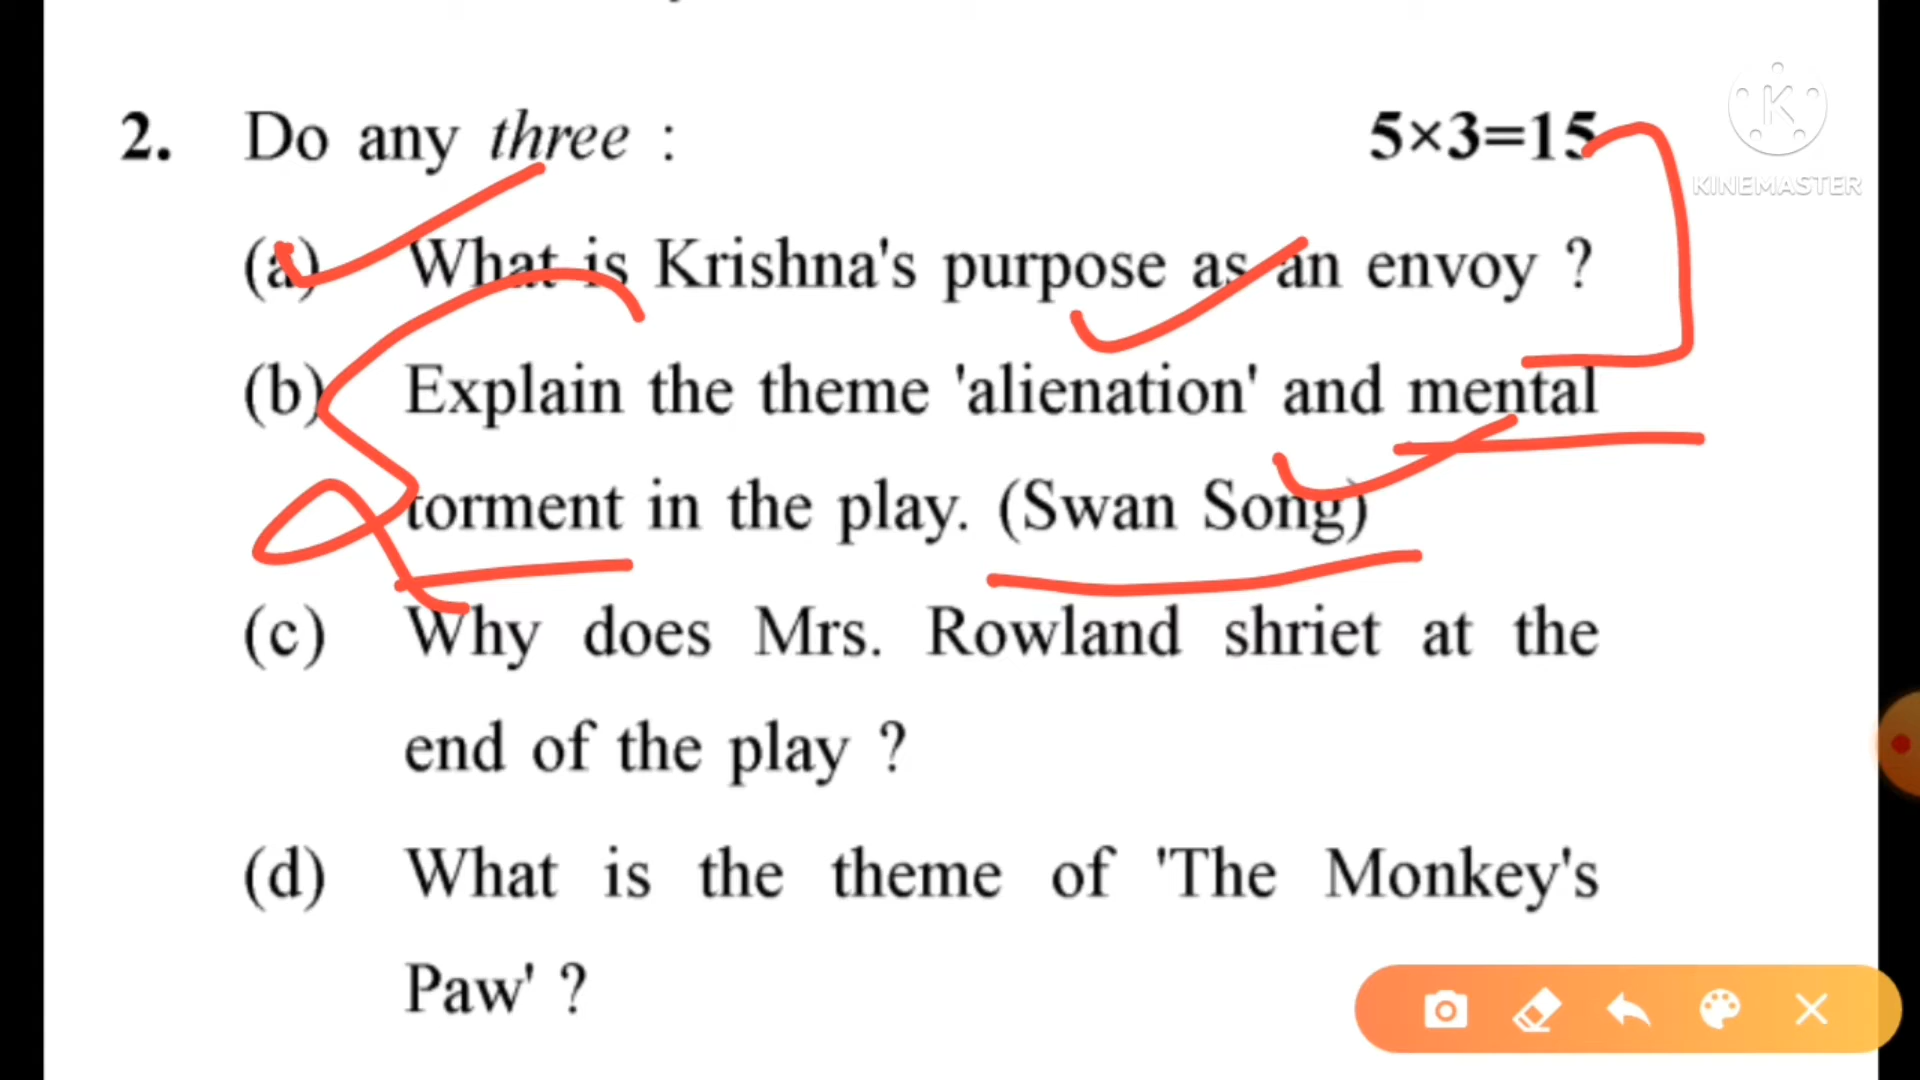 2. Do any three : 5×3=15
KINEMASTER
(a) What is Krishna's purpose as an envoy ?
(b) Explain the theme 'alienation' and mental
torment in the play. (Swan Song)
(c) Why does Mrs. Rowland shriet at the
end of the play ?
(d) What is the theme of 'The Monkey's
Paw' ?